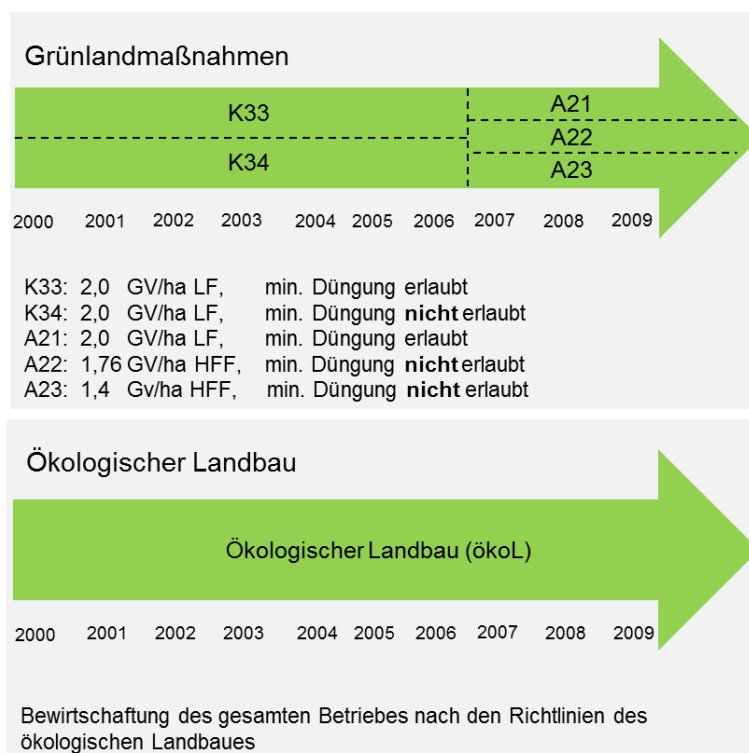 Grünlandmaßnahmen
K33
K34
A21
A22
A23
2000 2001 2002 2003 2004 2005 2006 2007 2008 2009
K33: 2,0 GV/ha LF, min. Düngung erlaubt
K34: 2,0 GV/ha LF, min. Düngung nicht erlaubt
A21: 2,0 GV/ha LF, min. Düngung erlaubt
A22: 1,76 GV/ha HFF, min. Düngung nicht erlaubt
A23: 1,4 Gv/ha HFF, min. Düngung nicht erlaubt
Ökologischer Landbau
Ökologischer Landbau (ökoL)
2000 2001 2002 2003 2004 2005 2006 2007 2008 2009
Bewirtschaftung des gesamten Betriebes nach den Richtlinien des
ökologischen Landbaues